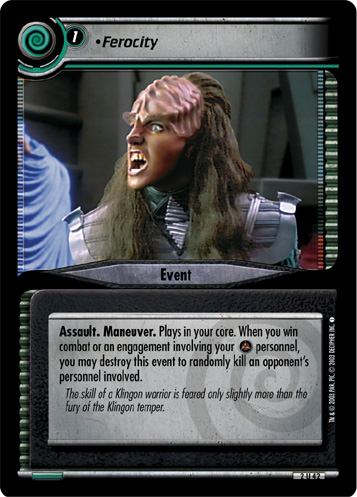 1
•Ferocity
Event
Assault. Maneuver. Plays in your core. When you win
combat or an engagement involving your personnel,
you may destroy this event to randomly kill an opponent's
personnel involved.
The skill of a Klingon warrior is feared only slightly more than the
fury of the Klingon temper.
TM & © 2003 PAR. PIC. © 2003 DECIPHER INC.
2 U 42